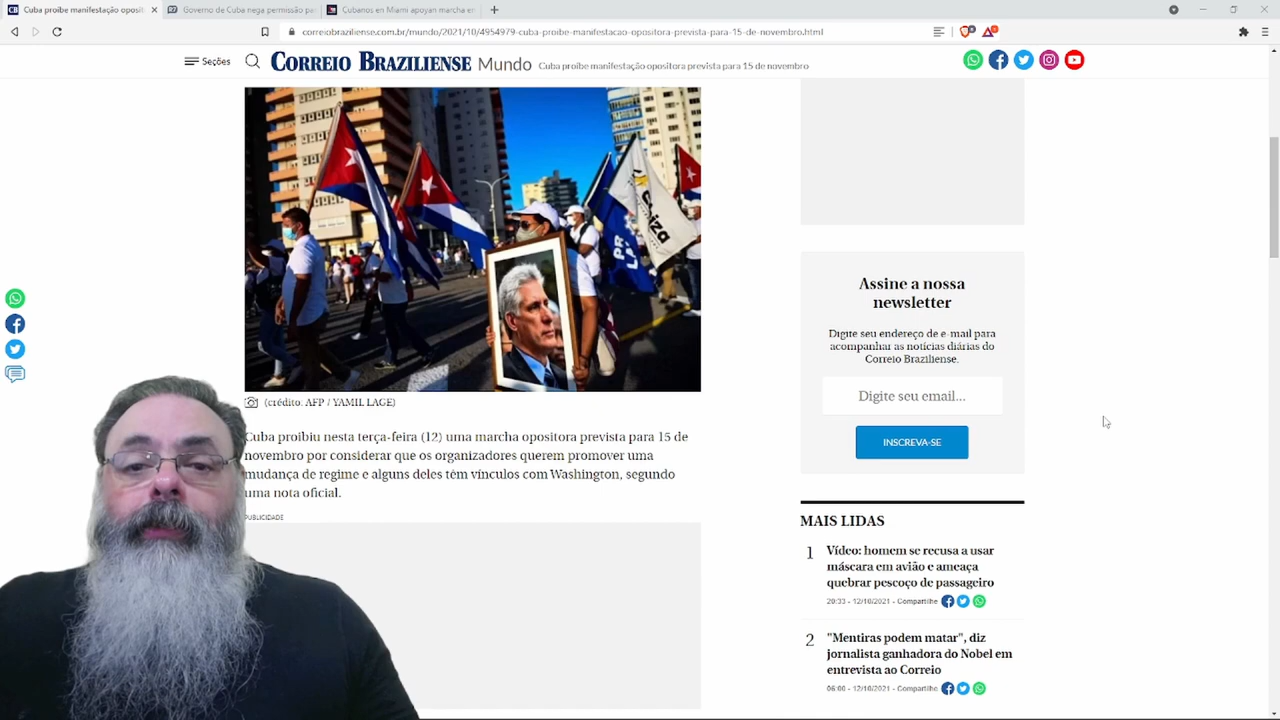 Cuba proíbe manifestação oposit
Governo de Cuba nega permissão pa
Cubanos en Miami apoyan marcha en
correiobraziliense.com.br/mundo/2021/10/4954979-cuba-proibe-manifestacao-opositora-prevista-para-15-de-novembro.html
Seções
CORREIO BRAZILIENSE
Mundo
Cuba proíbe manifestação opositora prevista para 15 de novembro
(crédito: AFP / YAMIL LAGE)
Cuba proibiu nesta terça-feira (12) uma marcha opositora prevista para 15 de
novembro por considerar que os organizadores querem promover uma
mudança de regime e alguns deles têm vínculos com Washington, segundo
uma nota oficial.
PUBLICIDADE
Assine a nossa
newsletter
Digite seu endereço de e-mail para
acompanhar as notícias diárias do
Correio Braziliense.
Digite seu email...
INSCREVA-SE
MAIS LIDAS
1
Vídeo: homem se recusa a usar
máscara em avião e ameaça
quebrar pescoço de passageiro
20:33 - 12/10/2021 - Compartilhe
2
"Mentiras podem matar", diz
jornalista ganhadora do Nobel em
entrevista ao Correio
06:00 - 12/10/2021 - Compartilhe